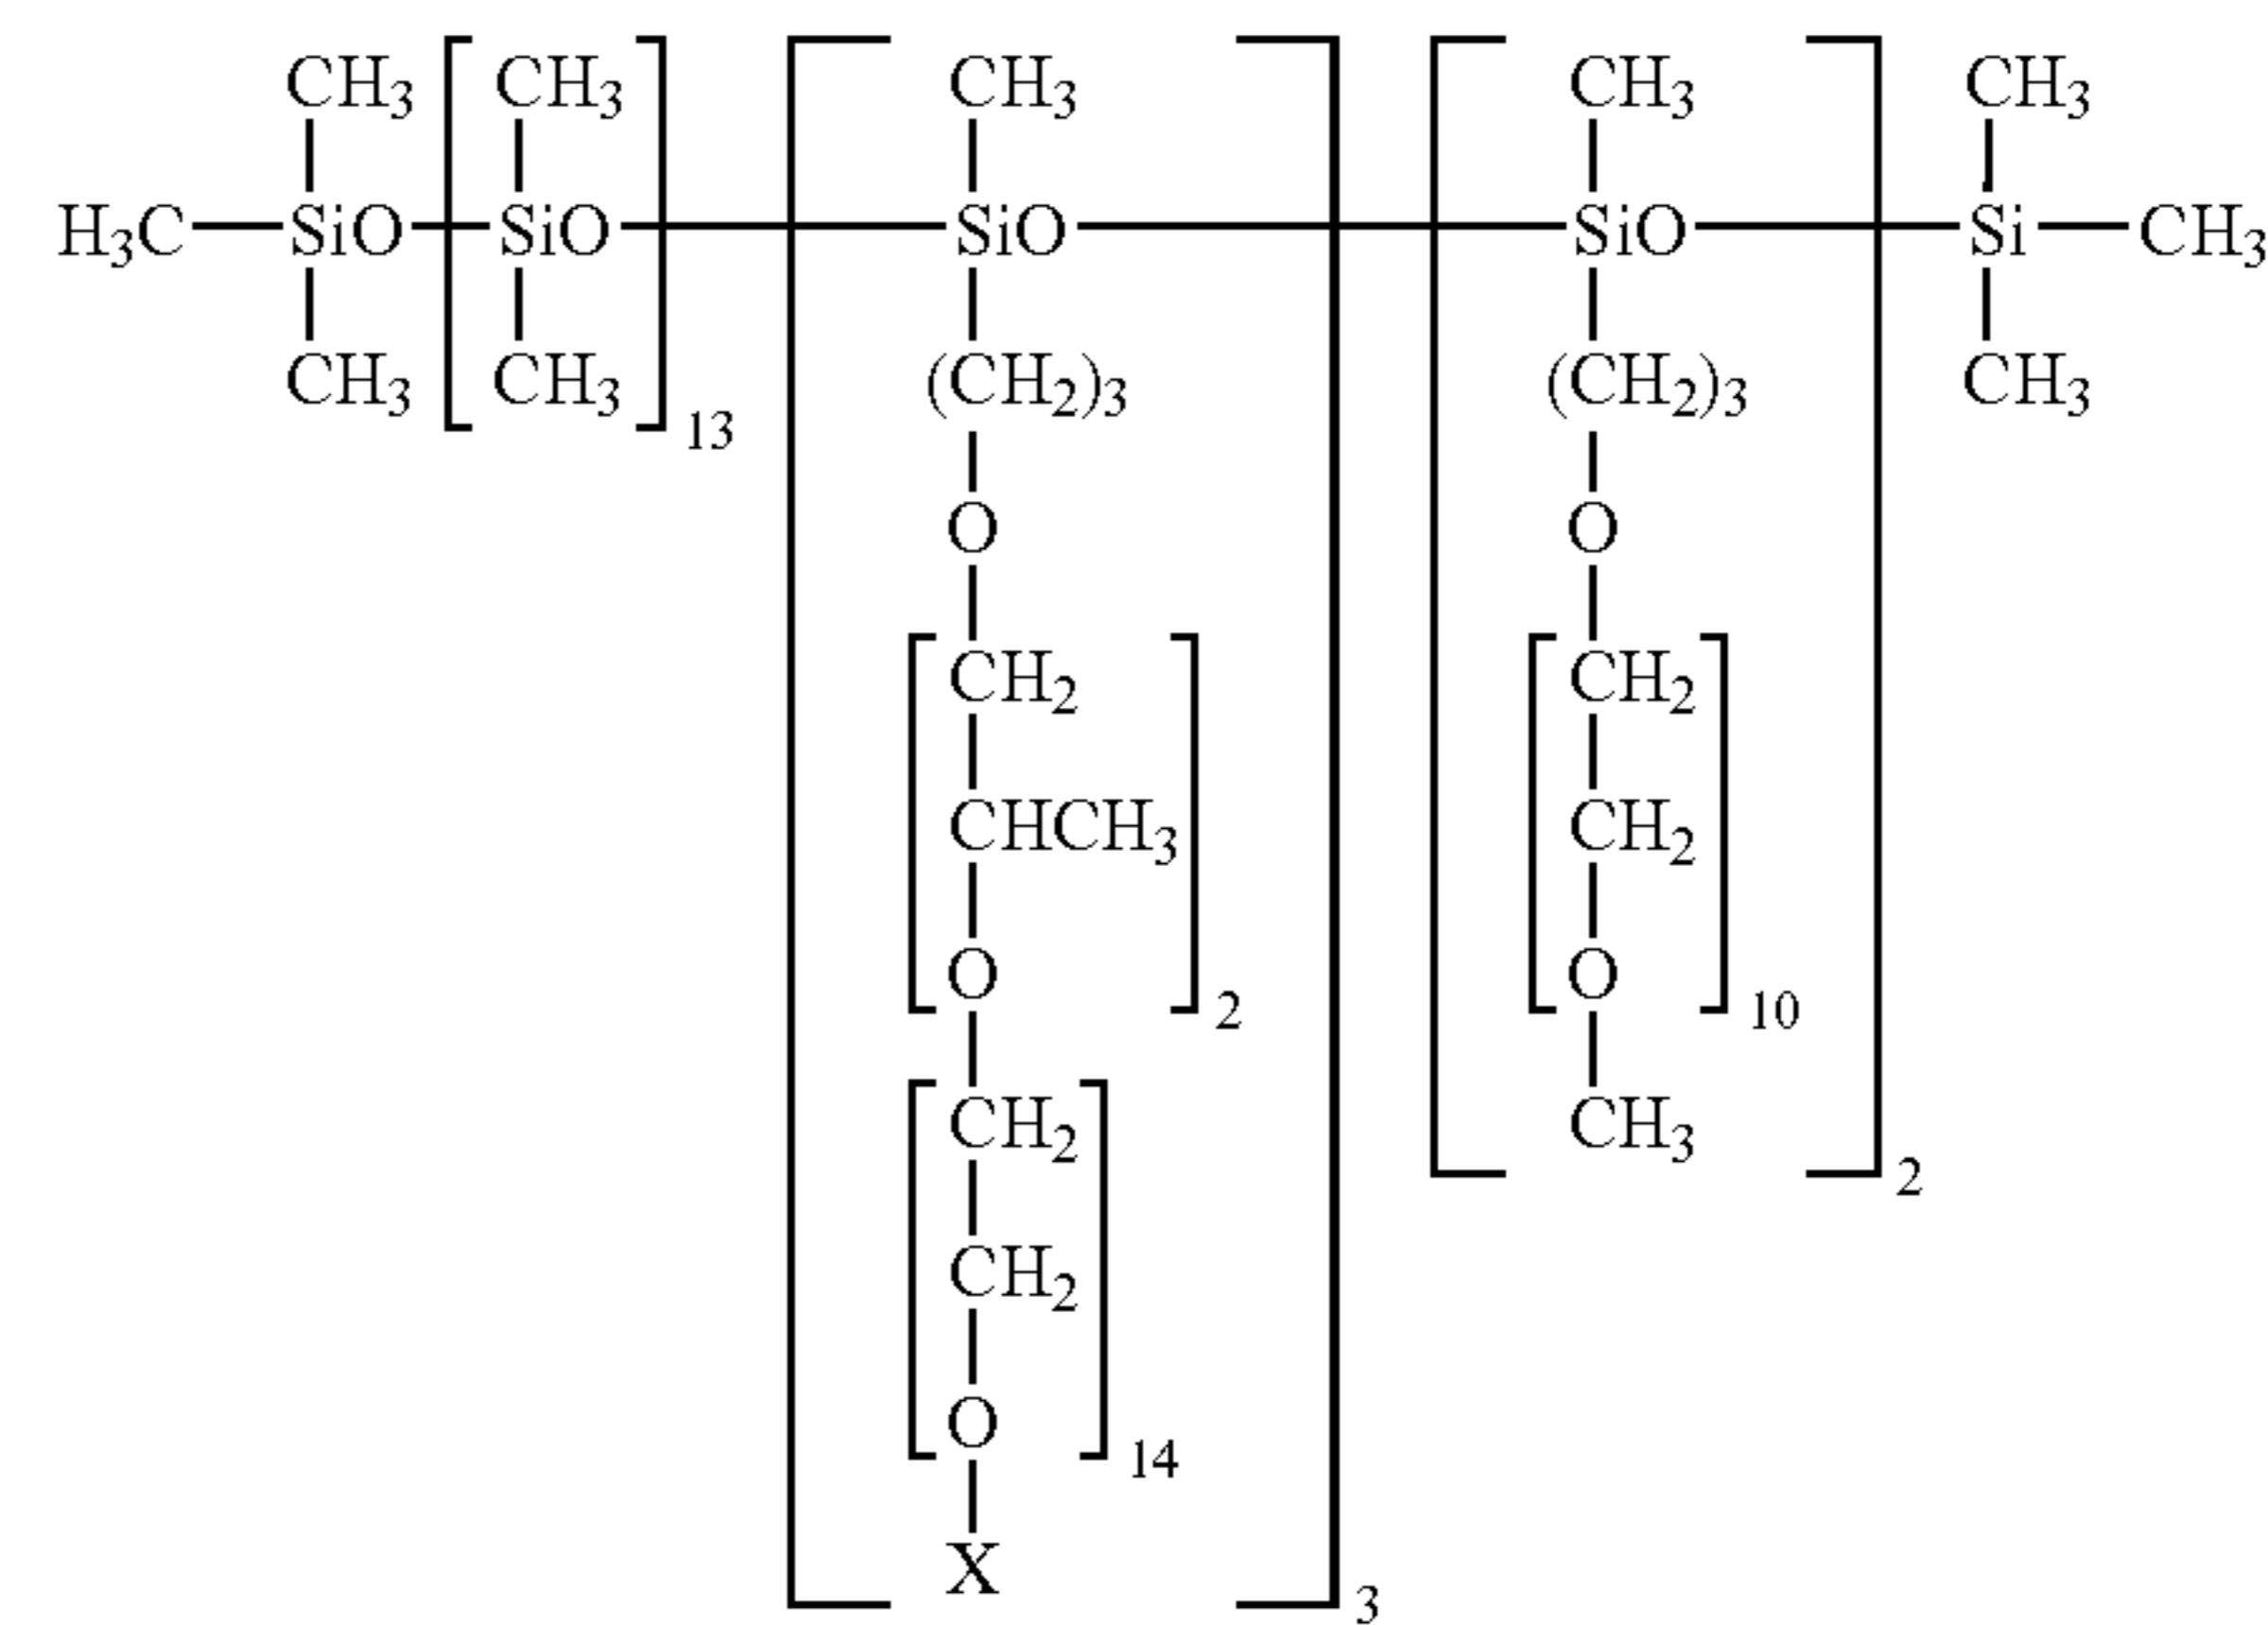 CH3 CH3 CH3 CH3 CH3
H3C SiO SiO SiO SiO Si CH3
CH3 CH3 (CH2)3 (CH2)3 CH3
13
O O
CH2 CH2
CHCH3 CH2
O O
2 10
CH2 CH3
2
CH2
O
14
X
3